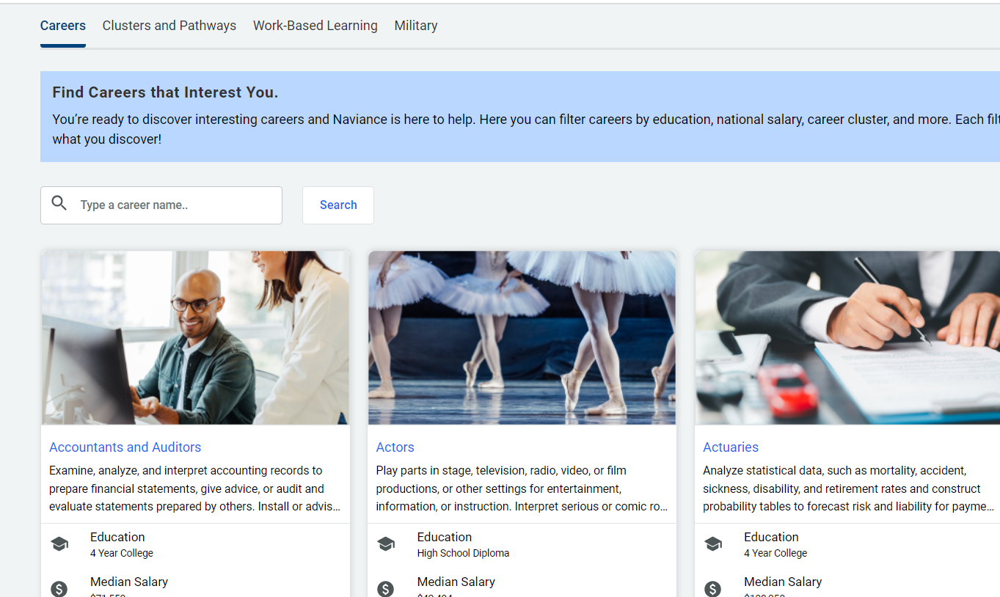 Careers Clusters and Pathways Work-Based Learning Military
Find Careers that Interest You.
You’re ready to discover interesting careers and Naviance is here to help. Here you can filter careers by education, national salary, career cluster, and more. Each
what you discover!
Type a career name..
Search
Accountants and Auditors
Examine, analyze, and interpret accounting records to
prepare financial statements, give advice, or audit and
evaluate statements prepared by others. Install or advis...
Education
4 Year College
Median Salary
Actors
Play parts in stage, television, radio, video, or film
productions, or other settings for entertainment,
information, or instruction. Interpret serious or comic ro...
Education
High School Diploma
Median Salary
Actuaries
Analyze statistical data, such as mortality, accident,
sickness, disability, and retirement rates and construct
probability tables to forecast risk and liability for payme...
Education
4 Year College
Median Salary